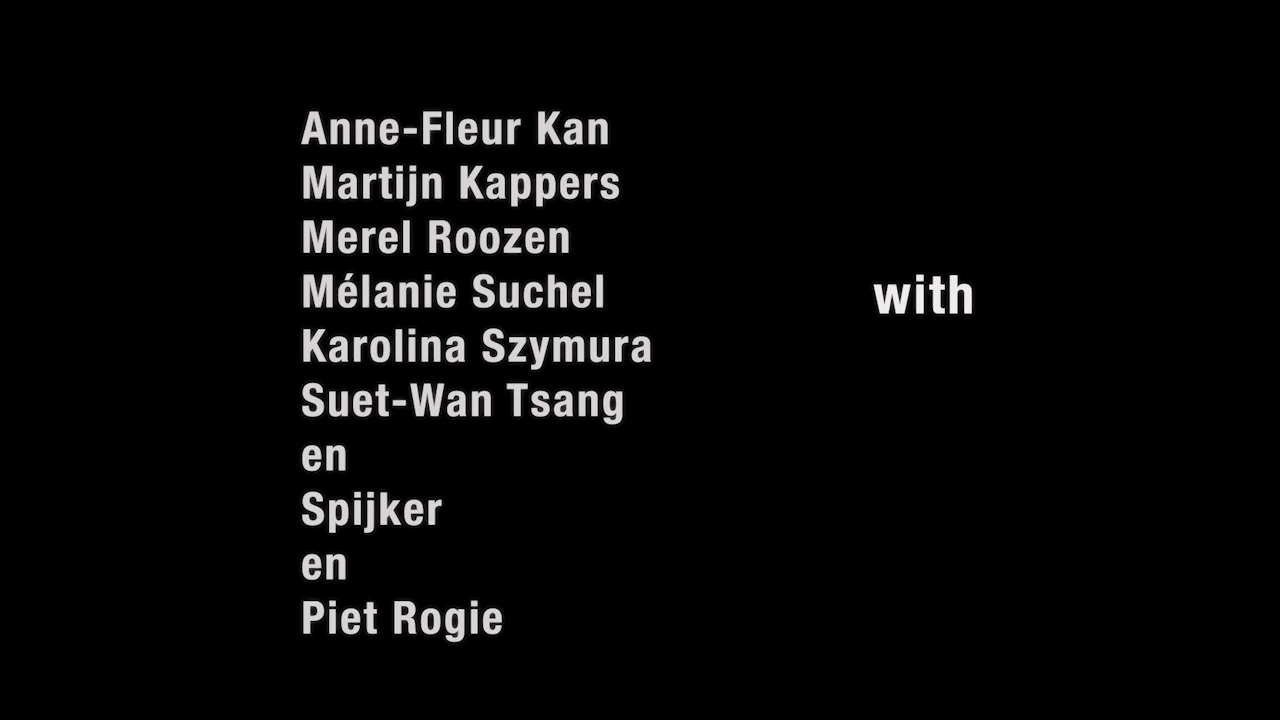 Anne-Fleur Kan
Martijn Kappers
Merel Roozen
Mélanie Suchel
with
Karolina Szymura
Suet-Wan Tsang
en
Spijker
en
Piet Rogie